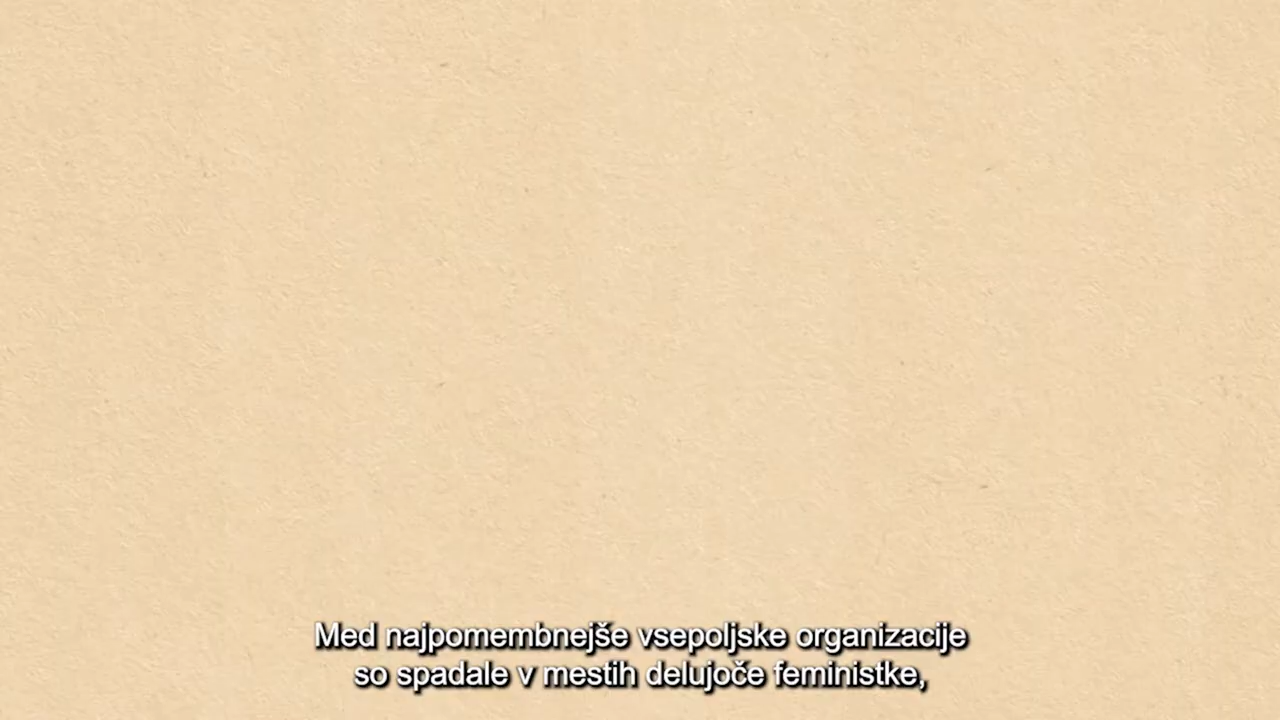 Med najpomembnejše vsepoljske organizacije
so spadale v mestih delujoče feministke,